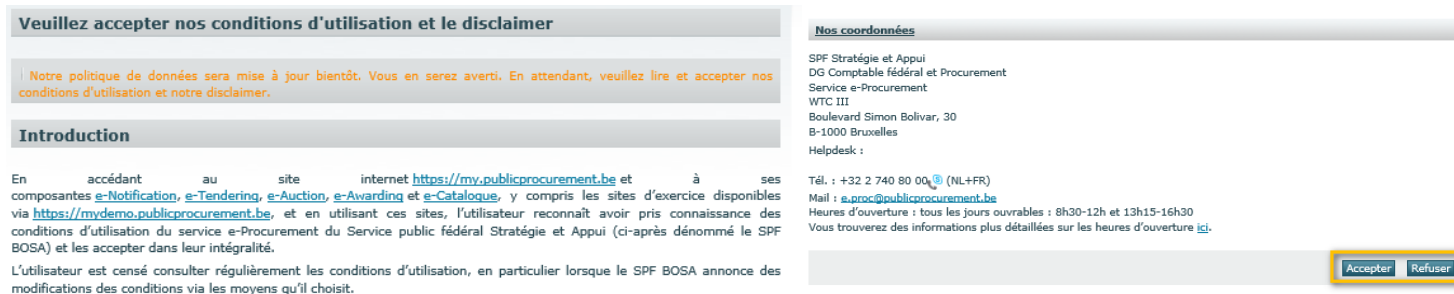 Veuillez accepter nos conditions d'utilisation et le disclaimer
Notre politique de données sera mise à jour bientôt. Vous en serez averti. En attendant, veuillez lire et accepter nos
conditions d'utilisation et notre disclaimer.
Introduction
En accédant au site internet https://my.publicprocurement.be et à ses
composantes e-Notification, e-Tendering, e-Auction, e-Awarding et e-Catalogue, y compris les sites d'exercice disponibles
via https://mydemo.publicprocurement.be, et en utilisant ces sites, l'utilisateur reconnaît avoir pris connaissance des
conditions d'utilisation du service e-Procurement du Service public fédéral Stratégie et Appui (ci-après dénommé le SPF
BOSA) et les accepter dans leur intégralité.
L'utilisateur est censé consulter régulièrement les conditions d'utilisation, en particulier lorsque le SPF BOSA annonce des
modifications des conditions via les moyens qu'il choisit.
Nos coordonnées
SPF Stratégie et Appui
DG Comptable fédéral et Procurement
Service e-Procurement
WTC III
Boulevard Simon Bolivar, 30
B-1000 Bruxelles
Helpdesk :
Tél. : +32 2 740 80 00 (NL+FR)
Mail : e.proc@publicprocurement.be
Heures d'ouverture : tous les jours ouvrables : 8h30-12h et 13h15-16h30
Vous trouverez des informations plus détaillées sur les heures d'ouverture ici.
Accepter Refuser